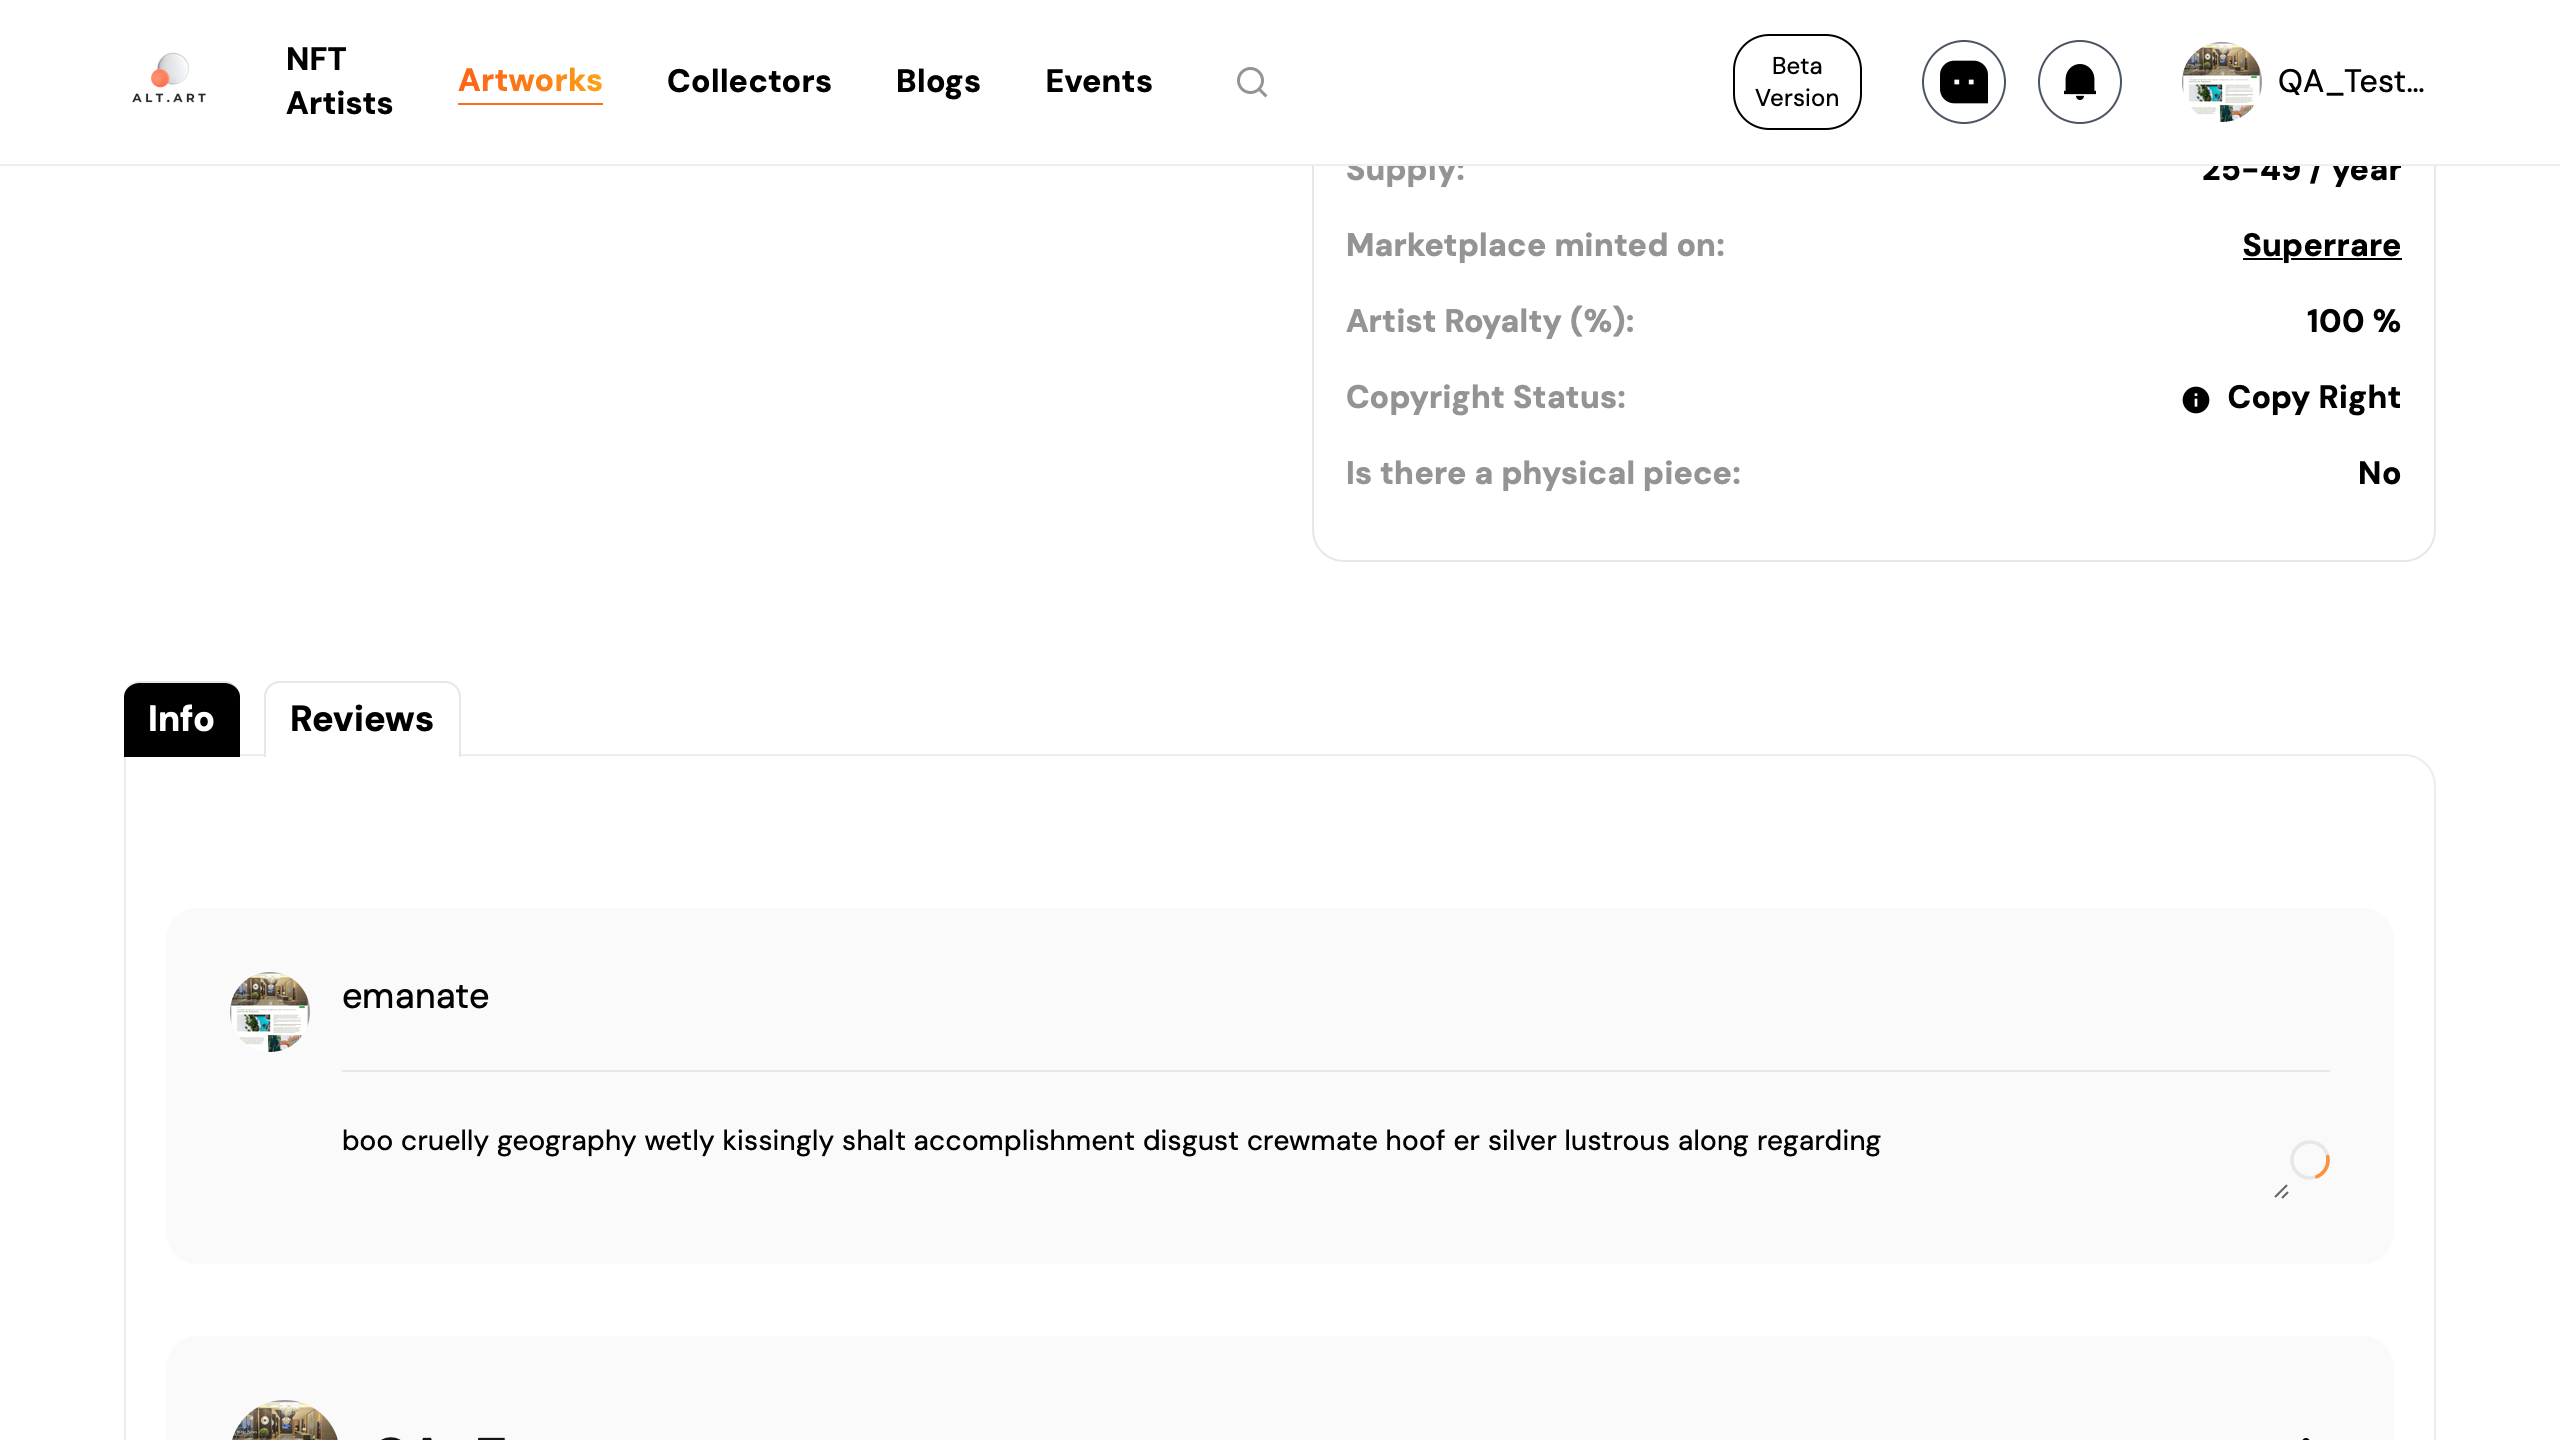 ALT.ART
NFT
Artists
Artworks
Collectors
Blogs
Events
Beta
Version
QA_Test...
Supply:
25-49 / year
Marketplace minted on:
Superrare
Artist Royalty (%):
100 %
Copyright Status:
Copy Right
Is there a physical piece:
No
Info
Reviews
emanate
boo cruelly geography wetly kissingly shalt accomplishment disgust crewmate hoof er silver lustrous along regarding